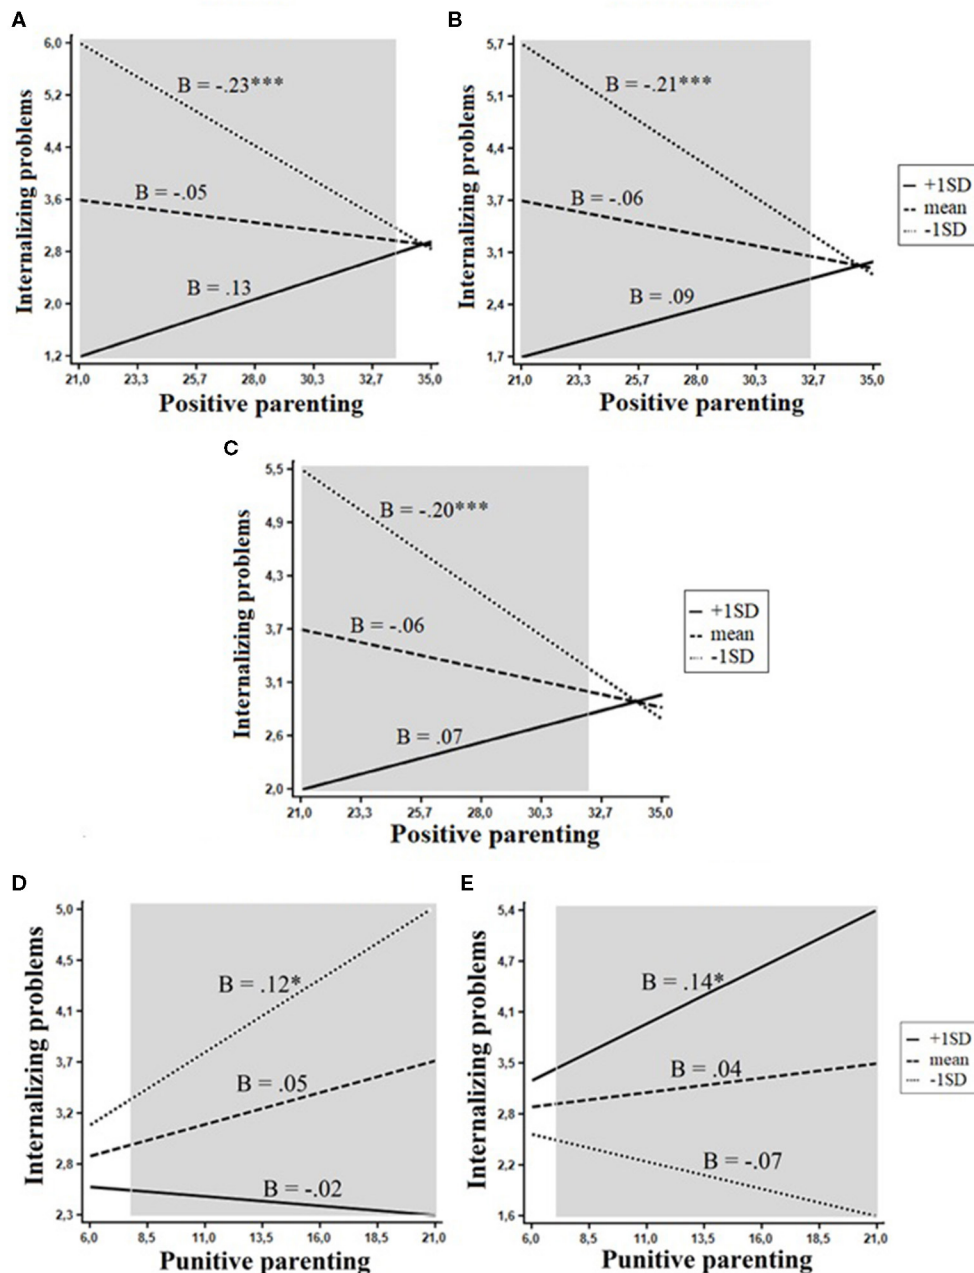 A
Internalizing problems
6,0
5,2
4,4
3,6
2,8
2,0
1,2
B = -.23***
B = -.05
B = .13
21,0 23,3 25,7 28,0 30,3 32,7 35,0
Positive parenting
B
Internalizing problems
5,7
5,1
4,4
3,7
3,1
2,4
1,7
B = -.21***
B = -.06
B = .09
21,0 23,3 25,7 28,0 30,3 32,7 35,0
Positive parenting
+1SD
mean
-1SD
C
Internalizing problems
5,5
4,9
4,3
3,7
3,1
2,6
2,0
B = -.20***
B = -.06
B = .07
21,0 23,3 25,7 28,0 30,3 32,7 35,0
Positive parenting
+1SD
mean
-1SD
D
Internalizing problems
5,0
4,5
4,1
3,7
3,2
2,8
2,3
B = .12*
B = .05
B = -.02
6,0 8,5 11,0 13,5 16,0 18,5 21,0
Punitive parenting
E
Internalizing problems
5,4
4,7
4,1
3,5
2,8
2,2
1,6
B = .14*
B = .04
B = -.07
6,0 8,5 11,0 13,5 16,0 18,5 21,0
Punitive parenting
+1SD
mean
-1SD